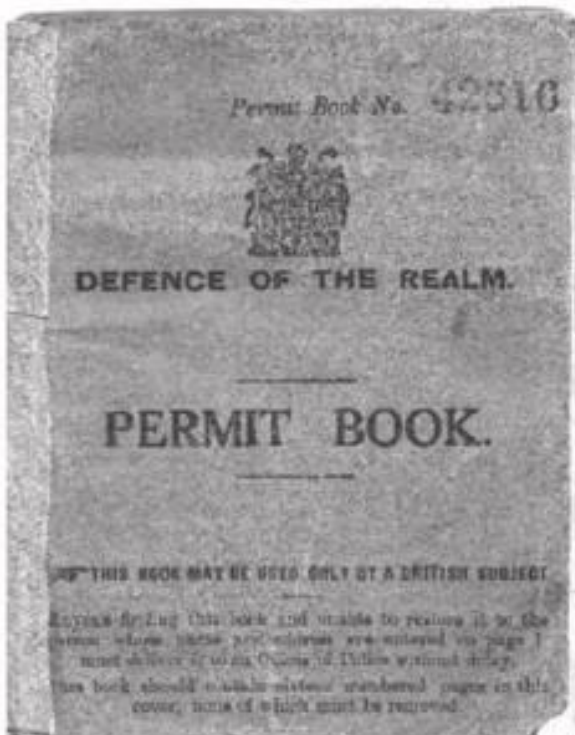 Permit Book No. 42316
DEFENCE OF THE REALM.
PERMIT BOOK.
THIS BOOK MAY BE USED ONLY BY A BRITISH SUBJECT
Anyone finding this book and unable to restore it to the
person whose name and address are entered on page 1
must deliver it to an Officer of Police without delay.
This book should contain sixteen numbered pages in this
cover, none of which must be removed